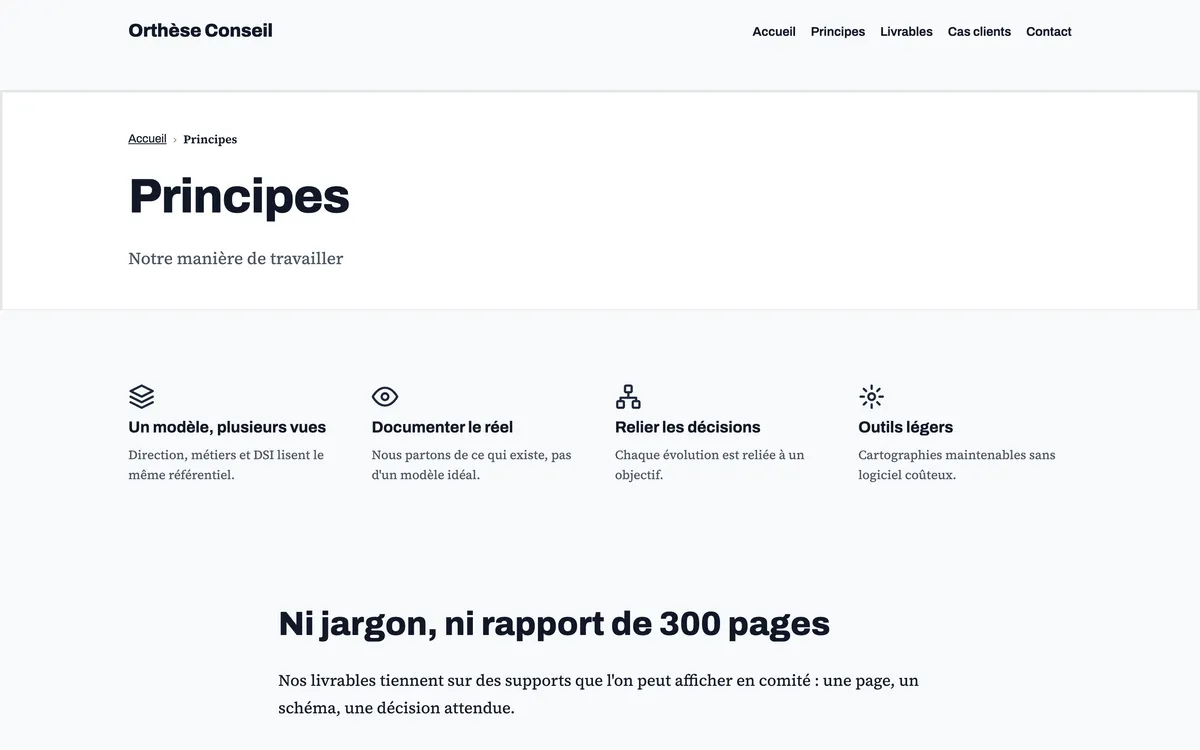 Orthèse Conseil
Accueil Principes Livrables Cas clients Contact
Accueil › Principes
Principes
Notre manière de travailler
Un modèle, plusieurs vues
Direction, métiers et DSI lisent le
même référentiel.
Documenter le réel
Nous partons de ce qui existe, pas
d'un modèle idéal.
Relier les décisions
Chaque évolution est reliée à un
objectif.
Outils légers
Cartographies maintenables sans
logiciel coûteux.
Ni jargon, ni rapport de 300 pages
Nos livrables tiennent sur des supports que l'on peut afficher en comité : une page, un
schéma, une décision attendue.